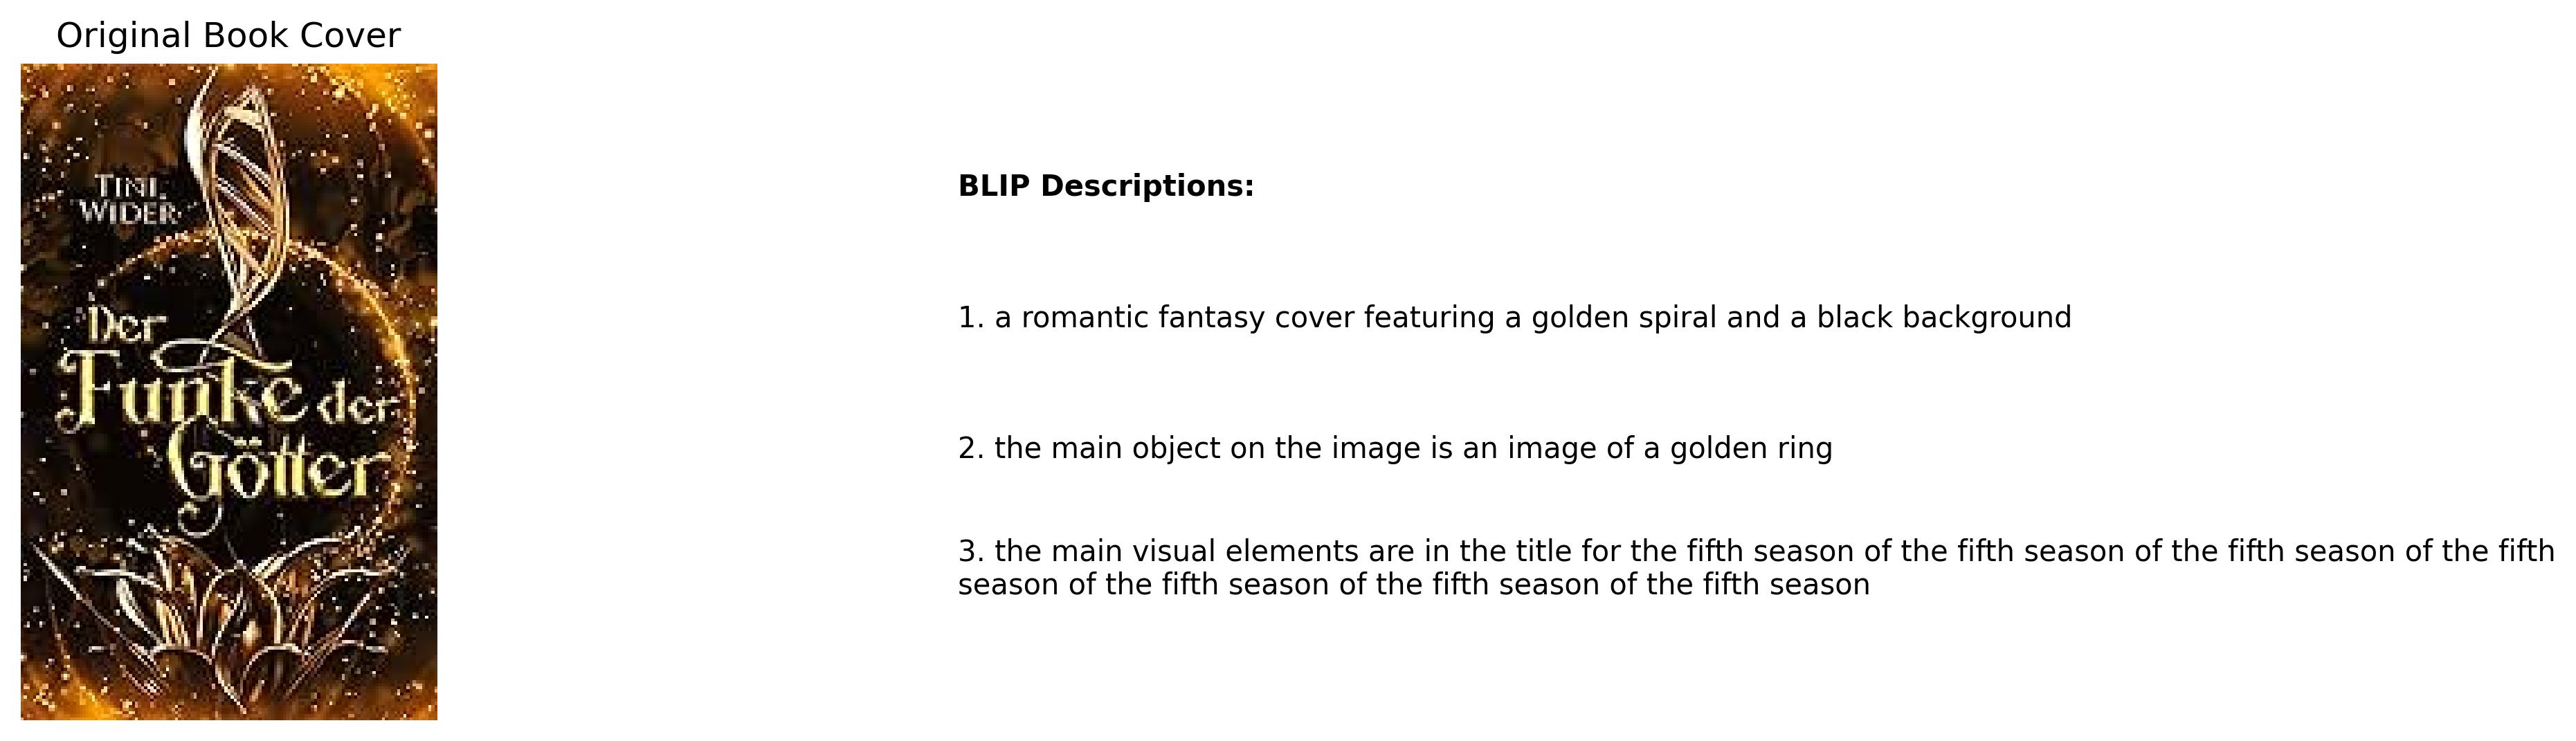 Original Book Cover
TINI
WIDER
Der
Funke der
Götter
BLIP Descriptions:
1. a romantic fantasy cover featuring a golden spiral and a black background
2. the main object on the image is an image of a golden ring
3. the main visual elements are in the title for the fifth season of the fifth season of the fifth season of the fifth
season of the fifth season of the fifth season of the fifth season